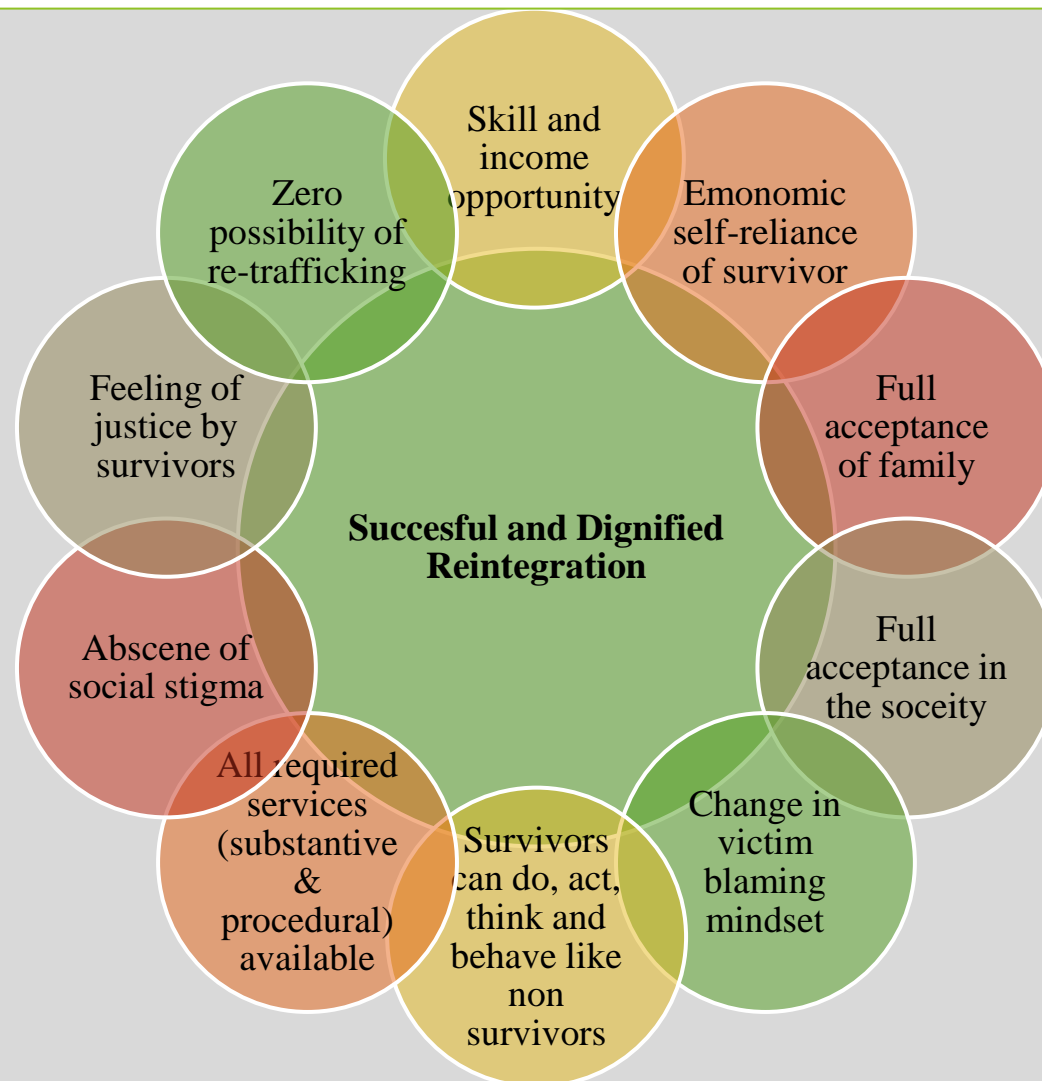 Skill and
income
opportunity
Emonomic
self-reliance
of survivor
Full
acceptance
of family
Full
acceptance in
the soceity
Change in
victim
blaming
mindset
Survivors
can do, act,
think and
behave like
non
survivors
All required
services
(substantive
&
procedural)
available
Abscene of
social stigma
Feeling of
justice by
survivors
Zero
possibility of
re-trafficking
Succesful and Dignified
Reintegration